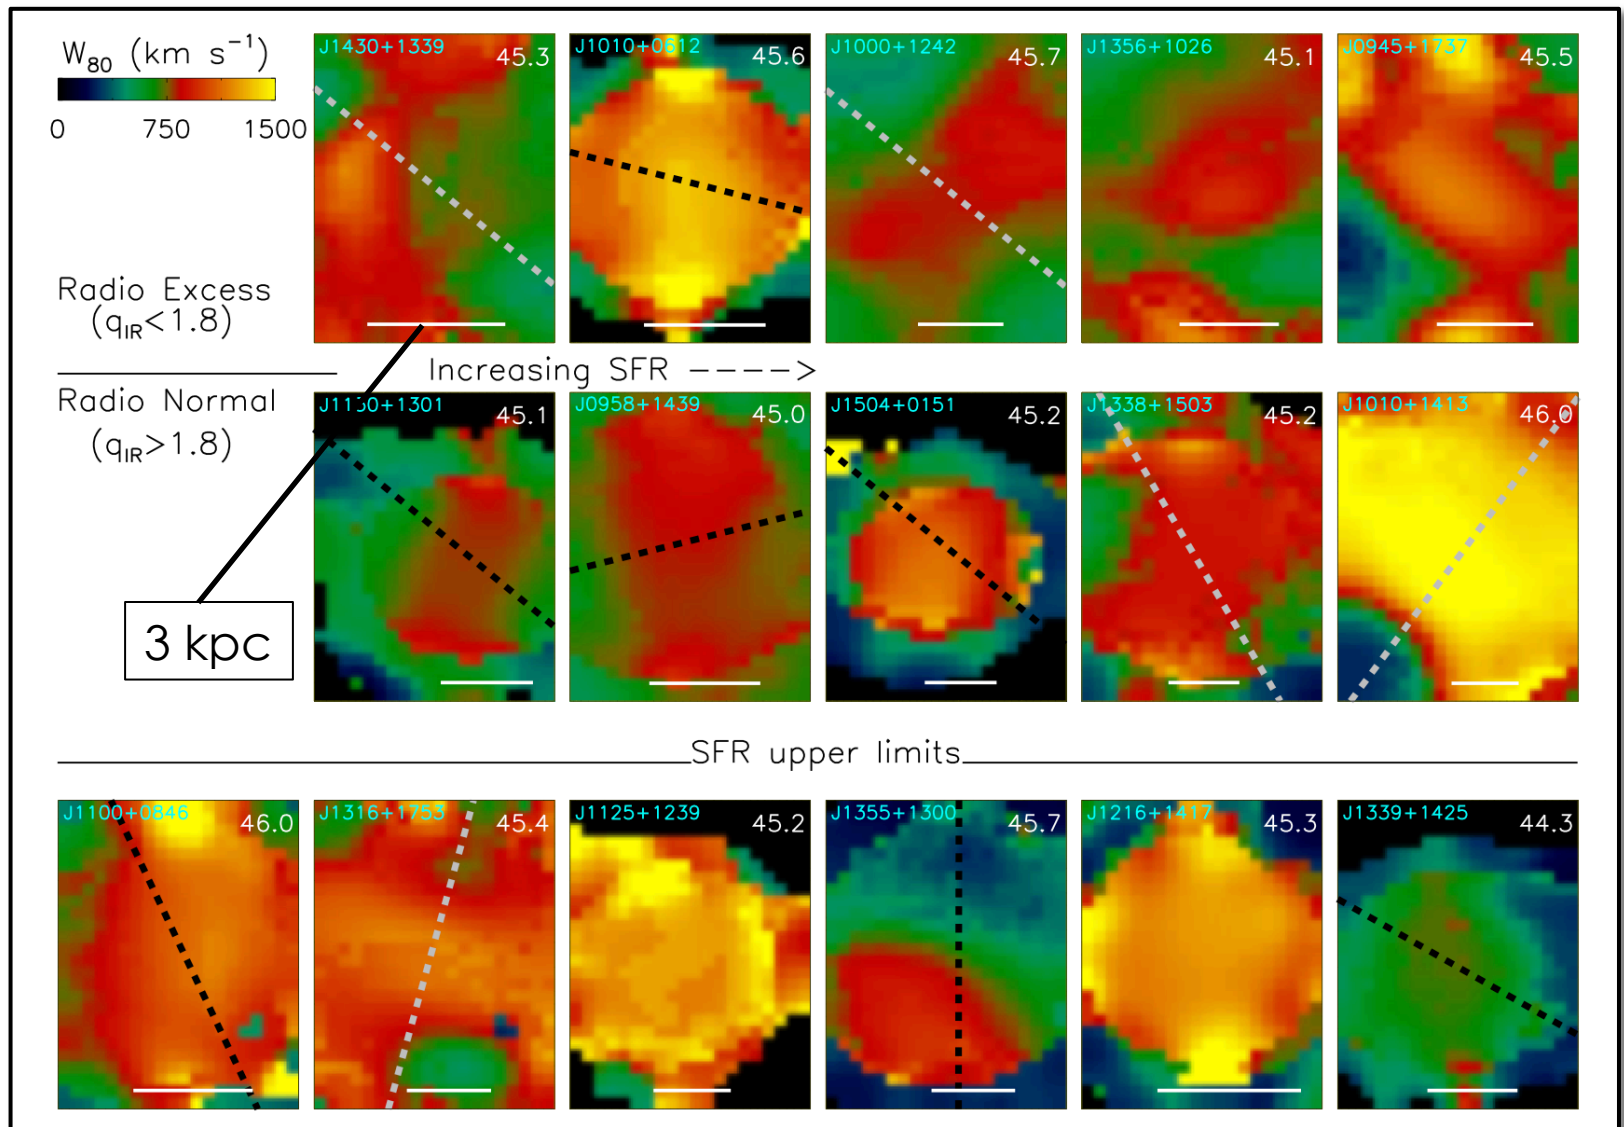 W80 (km s−1)
0 750 1500
J1430+1339 45.3
J1010+0612 45.6
J1000+1242 45.7
J1356+1026 45.1
J0945+1737 45.5
Radio Excess
(qIR<1.8)
Increasing SFR ---->
Radio Normal
(qIR>1.8)
J1130+1301 45.1
J0958+1439 45.0
J1504+0151 45.2
J1338+1503 45.2
J1010+1413 46.0
3 kpc
SFR upper limits
J1100+0846 46.0
J1316+1753 45.4
J1125+1239 45.2
J1355+1300 45.7
J1216+1417 45.3
J1339+1425 44.3